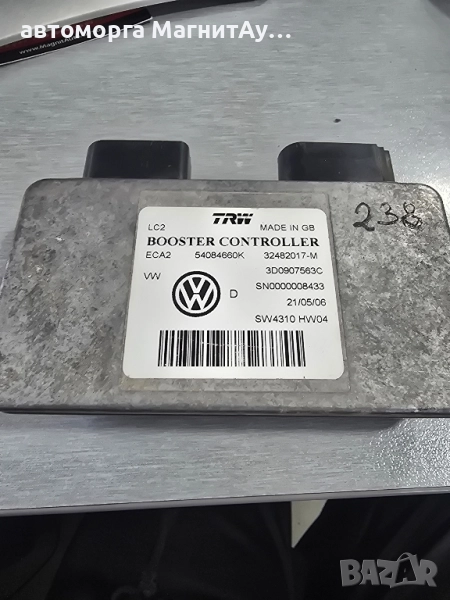 автоморга МагнитАу...
TRW
LC2 MADE IN GB
BOOSTER CONTROLLER
ECA2 54084660K 32482017-M
VW 3D0907563C
D SN0000008433
21/05/06
SW4310 HW04
238
BAZAR